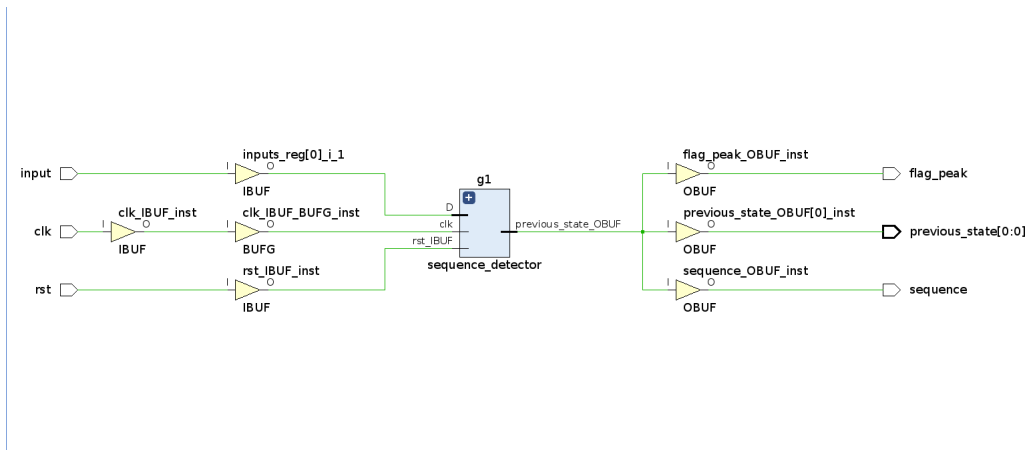 inputs_reg[0]_i_1
flag_peak_OBUF_inst
input
I
O
I
O
flag_peak
IBUF
g1
OBUF
D
clk_IBUF_inst
clk_IBUF_BUFG_inst
previous_state_OBUF[0]_inst
clk
I
O
I
O
clk
previous_state_OBUF
I
O
previous_state[0:0]
IBUF
BUFG
rst_IBUF
OBUF
rst_IBUF_inst
sequence_detector
sequence_OBUF_inst
rst
I
O
I
O
sequence
IBUF
OBUF